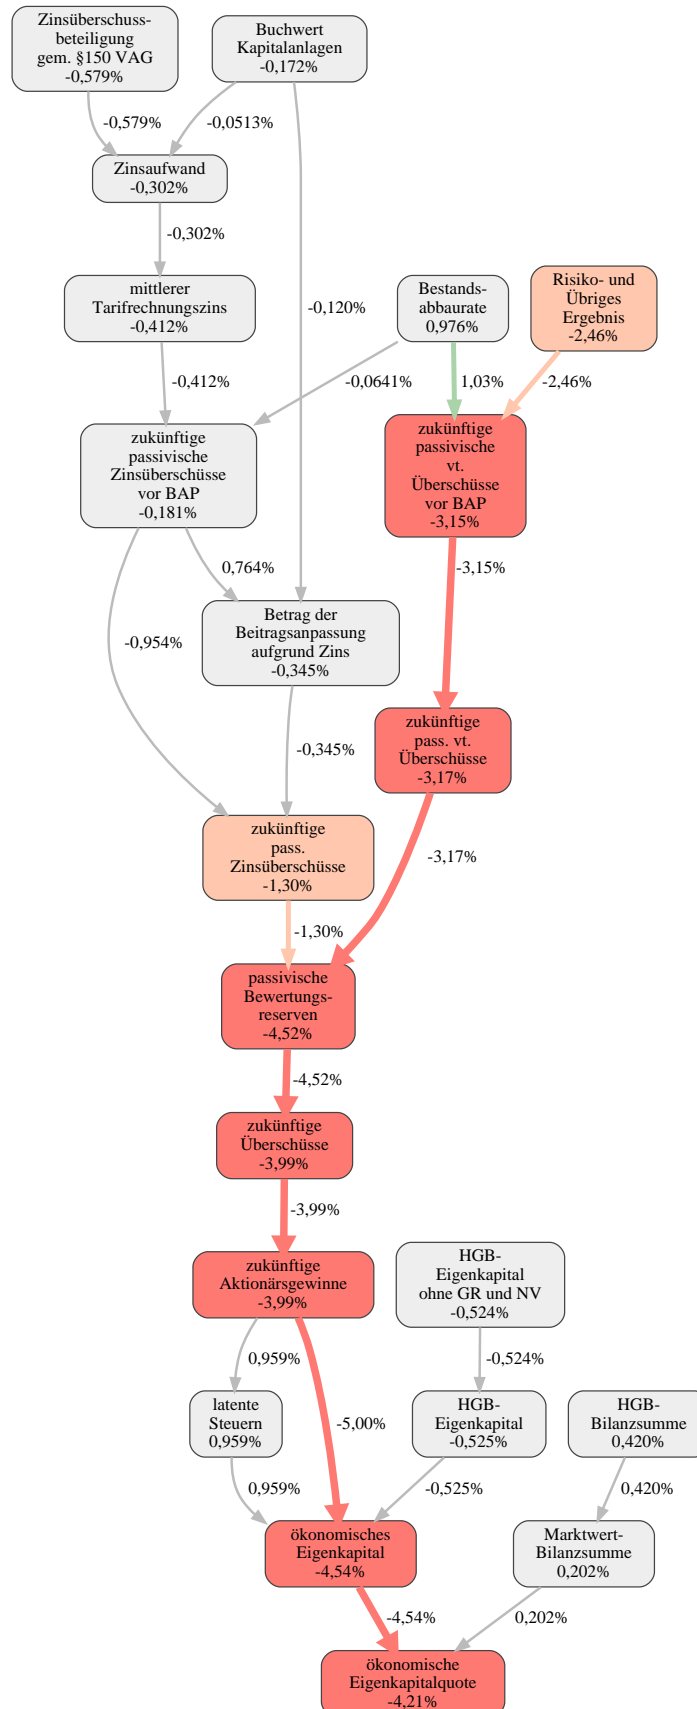 Zinsüberschuss-
beteiligung
gem. §150 VAG
-0,579%
Buchwert
Kapitalanlagen
-0,172%
-0,579%
-0,0513%
Zinsaufwand
-0,302%
-0,302%
mittlerer
Tarifrechnungszins
-0,412%
-0,120%
Bestands-
abbaurate
0,976%
Risiko- und
Übriges
Ergebnis
-2,46%
-0,412%
-0,0641%
1,03%
-2,46%
zukünftige
passivische
Zinsüberschüsse
vor BAP
-0,181%
zukünftige
passivische
vt.
Überschüsse
vor BAP
-3,15%
0,764%
-3,15%
-0,954%
Betrag der
Beitragsanpassung
aufgrund Zins
-0,345%
-0,345%
zukünftige
pass. vt.
Überschüsse
-3,17%
zukünftige
pass.
Zinsüberschüsse
-1,30%
-3,17%
-1,30%
passivische
Bewertungs-
reserven
-4,52%
-4,52%
zukünftige
Überschüsse
-3,99%
-3,99%
zukünftige
Aktionärsgewinne
-3,99%
HGB-
Eigenkapital
ohne GR und NV
-0,524%
0,959%
-0,524%
latente
Steuern
0,959%
-5,00%
HGB-
Eigenkapital
-0,525%
HGB-
Bilanzsumme
0,420%
0,959%
-0,525%
0,420%
ökonomisches
Eigenkapital
-4,54%
Marktwert-
Bilanzsumme
0,202%
-4,54%
0,202%
ökonomische
Eigenkapitalquote
-4,21%